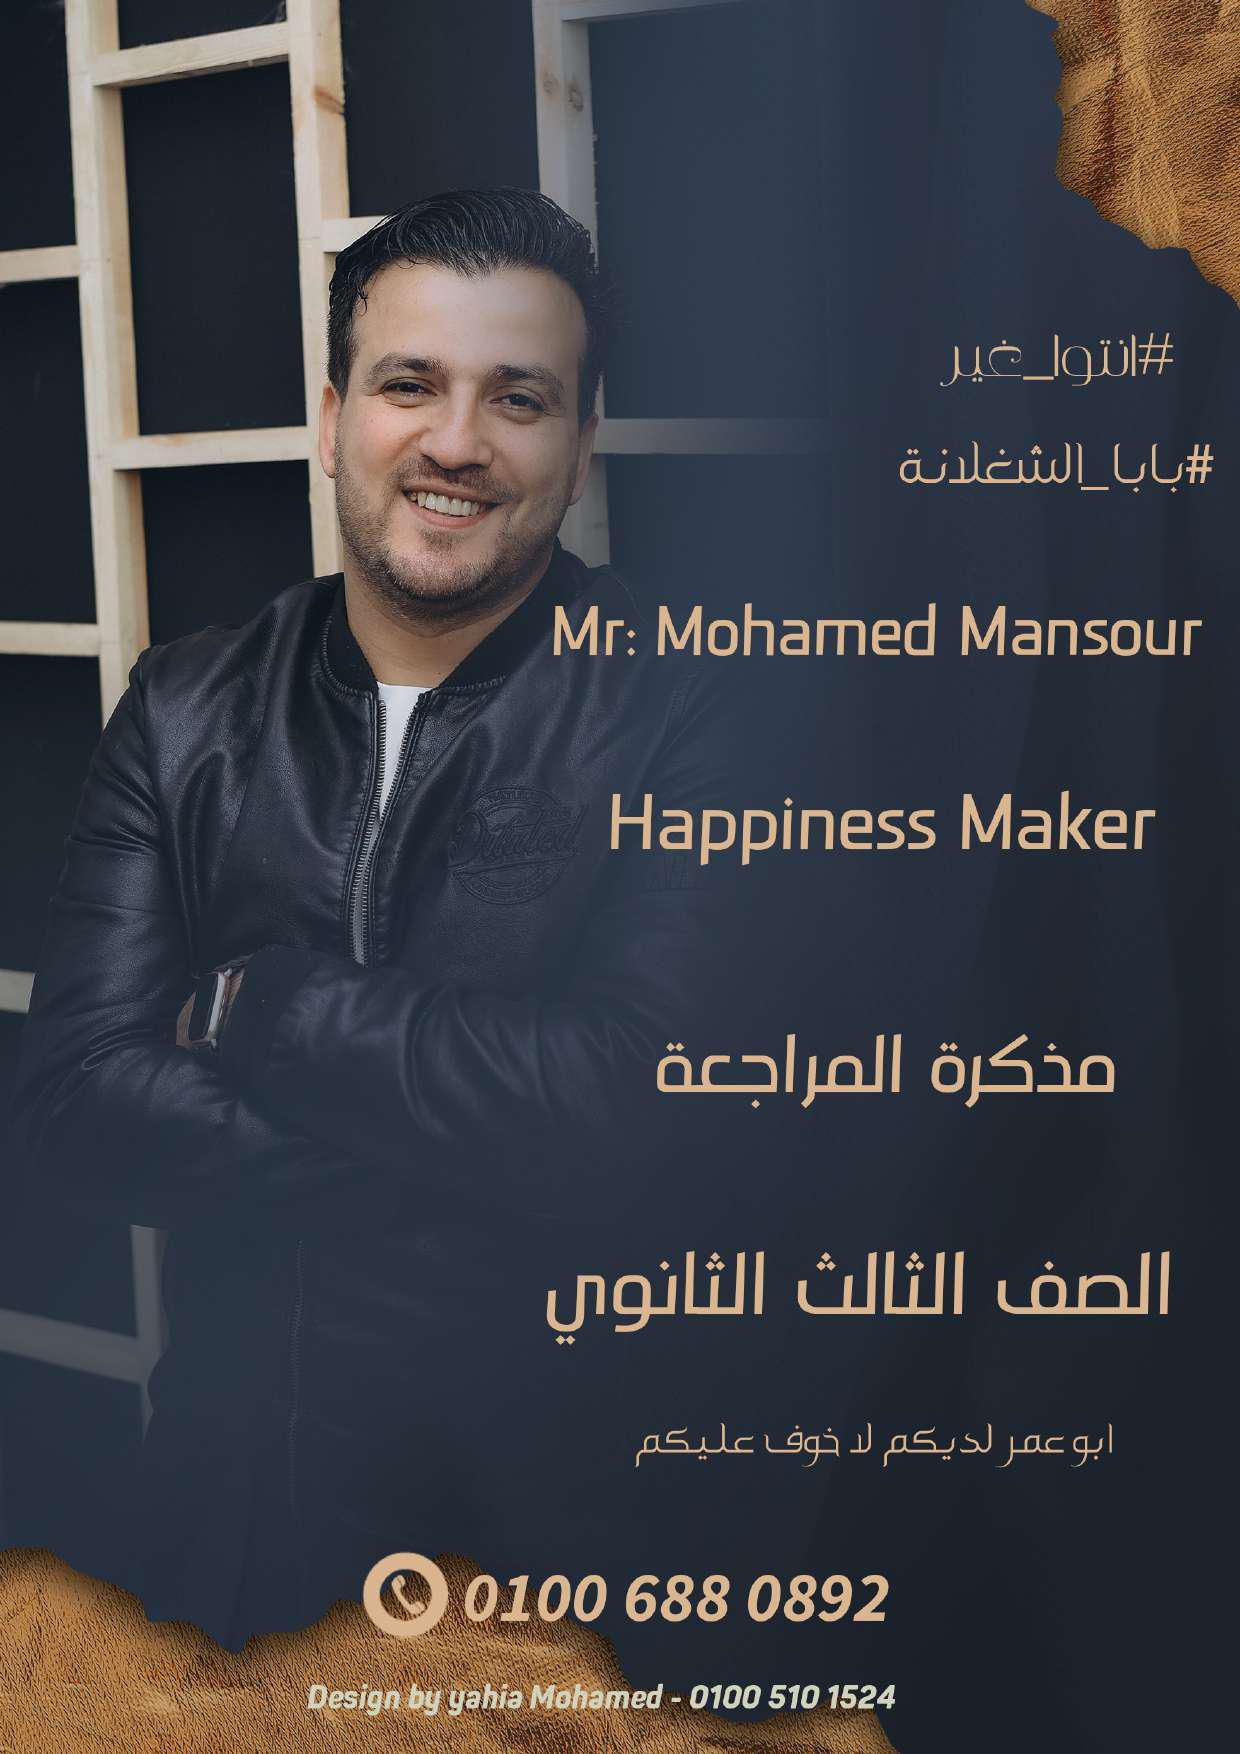 #انتوا_غير
#بابا_الشغلانة
Mr: Mohamed Mansour
Happiness Maker
مذكرة المراجعة
الصف الثالث الثانوي
ابو عمر لديكم لا خوف عليكم
0100 688 0892
Design by yahia Mohamed - 0100 510 1524